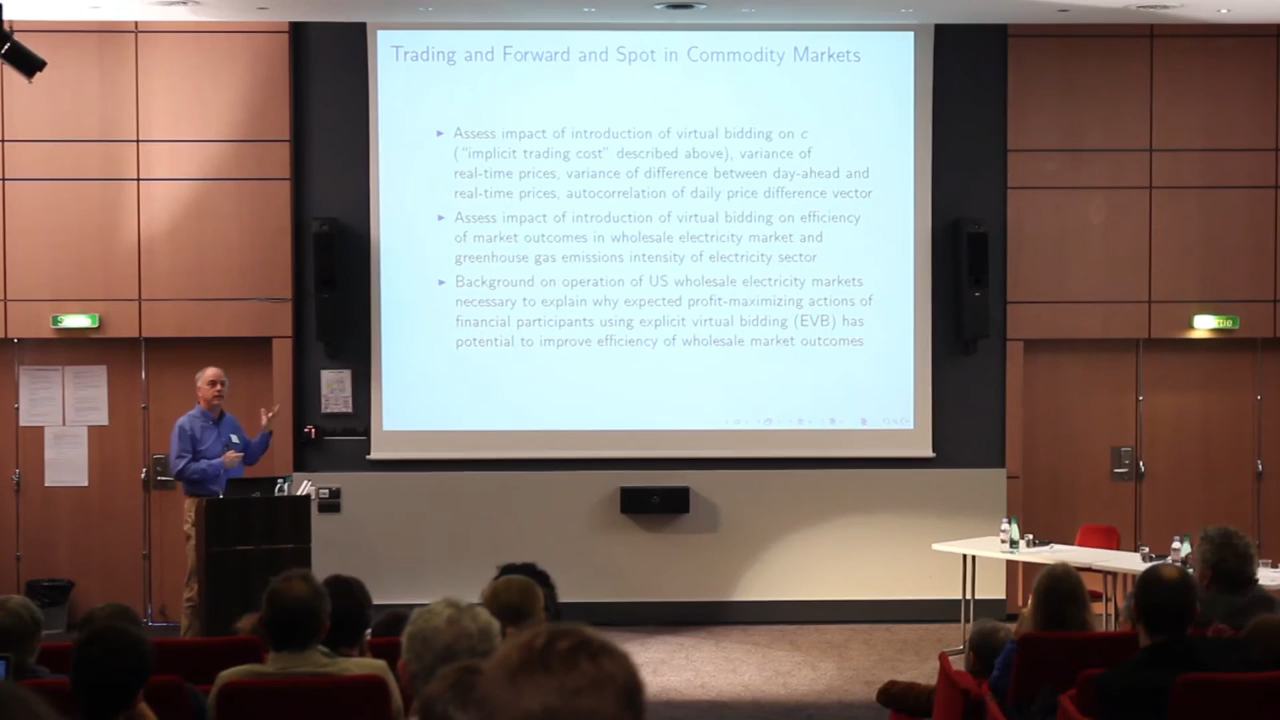 Trading and Forward and Spot in Commodity Markets
► Assess impact of introduction of virtual bidding on c
("implicit trading cost" described above), variance of
real-time prices, variance of difference between day-ahead and
real-time prices, autocorrelation of daily price difference vector
► Assess impact of introduction of virtual bidding on efficiency
of market outcomes in wholesale electricity market and
greenhouse gas emissions intensity of electricity sector
► Background on operation of US wholesale electricity markets
necessary to explain why expected profit-maximizing actions of
financial participants using explicit virtual bidding (EVB) has
potential to improve efficiency of wholesale market outcomes